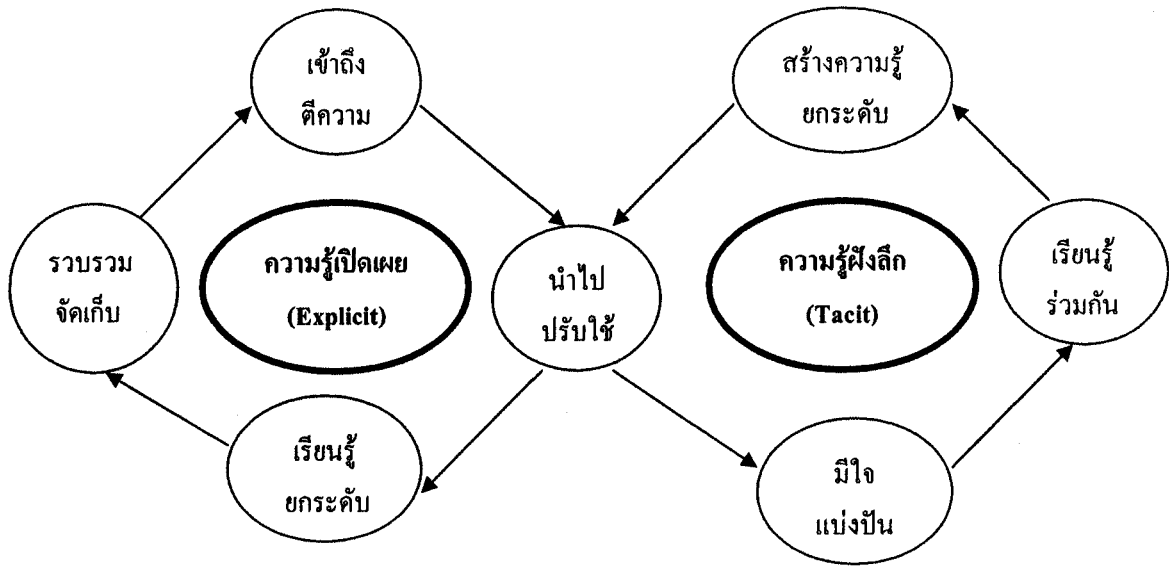 เข้าถึง
ตีความ
สร้างความรู้
ยกระดับ
รวบรวม
จัดเก็บ
ความรู้เปิดเผย
(Explicit)
นำไป
ปรับใช้
ความรู้ฝังลึก
(Tacit)
เรียนรู้
ร่วมกัน
เรียนรู้
ยกระดับ
มีใจ
แบ่งปัน